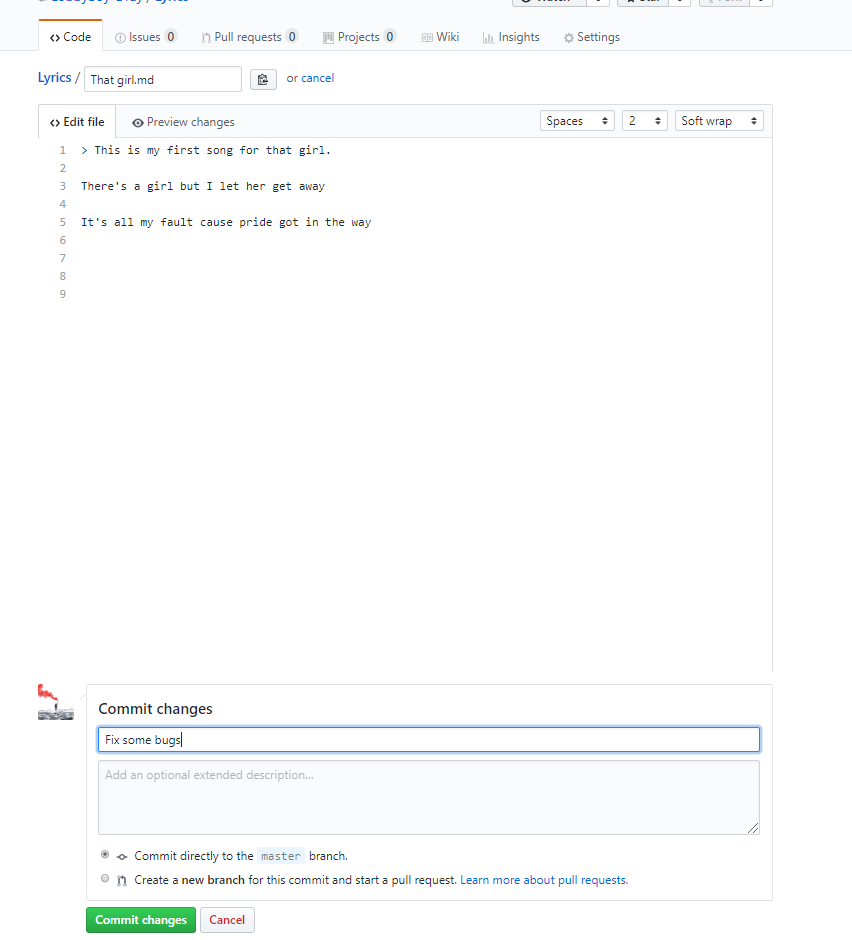 Code Issues 0 Pull requests 0 Projects 0 Wiki Insights Settings
Lyrics / That girl.md or cancel
Edit file Preview changes Spaces 2 Soft wrap
1 > This is my first song for that girl.
2
3 There's a girl but I let her get away
4
5 It's all my fault cause pride got in the way
6
7
8
9
Commit changes
Fix some bugs
Add an optional extended description...
Commit directly to the master branch.
Create a new branch for this commit and start a pull request. Learn more about pull requests.
Commit changes Cancel